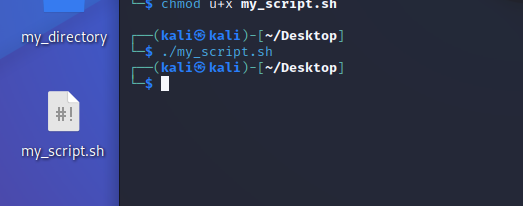 my_directory
#!
my_script.sh
└─$ chmod u+x my_script.sh
┌──(kali㉿kali)-[~/Desktop]
└─$ ./my_script.sh
┌──(kali㉿kali)-[~/Desktop]
└─$